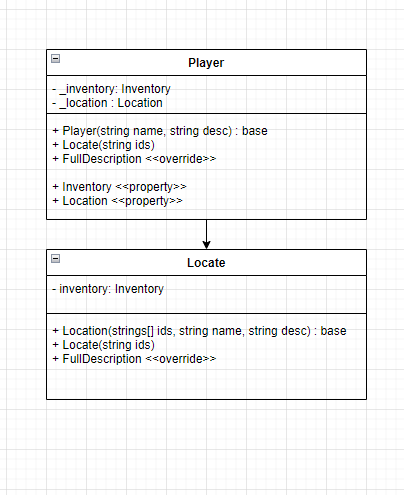 Player
- _inventory: Inventory
- _location : Location
+ Player(string name, string desc) : base
+ Locate(string ids)
+ FullDescription <<override>>
+ Inventory <<property>>
+ Location <<property>>
Locate
- inventory: Inventory
+ Location(strings[] ids, string name, string desc) : base
+ Locate(string ids)
+ FullDescription <<override>>